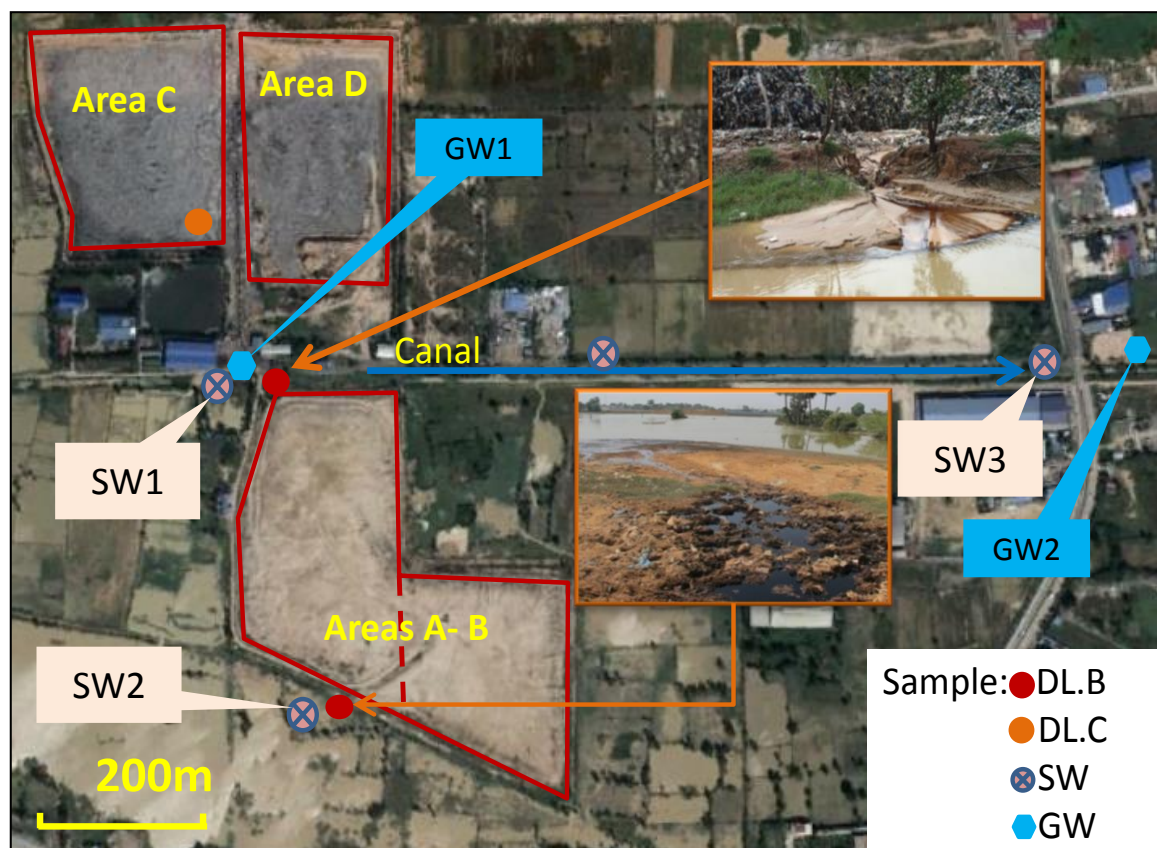 Area C
Area D
GW1
Canal
SW1
SW3
GW2
Areas A- B
SW2
200m
Sample: DL.B
DL.C
SW
GW